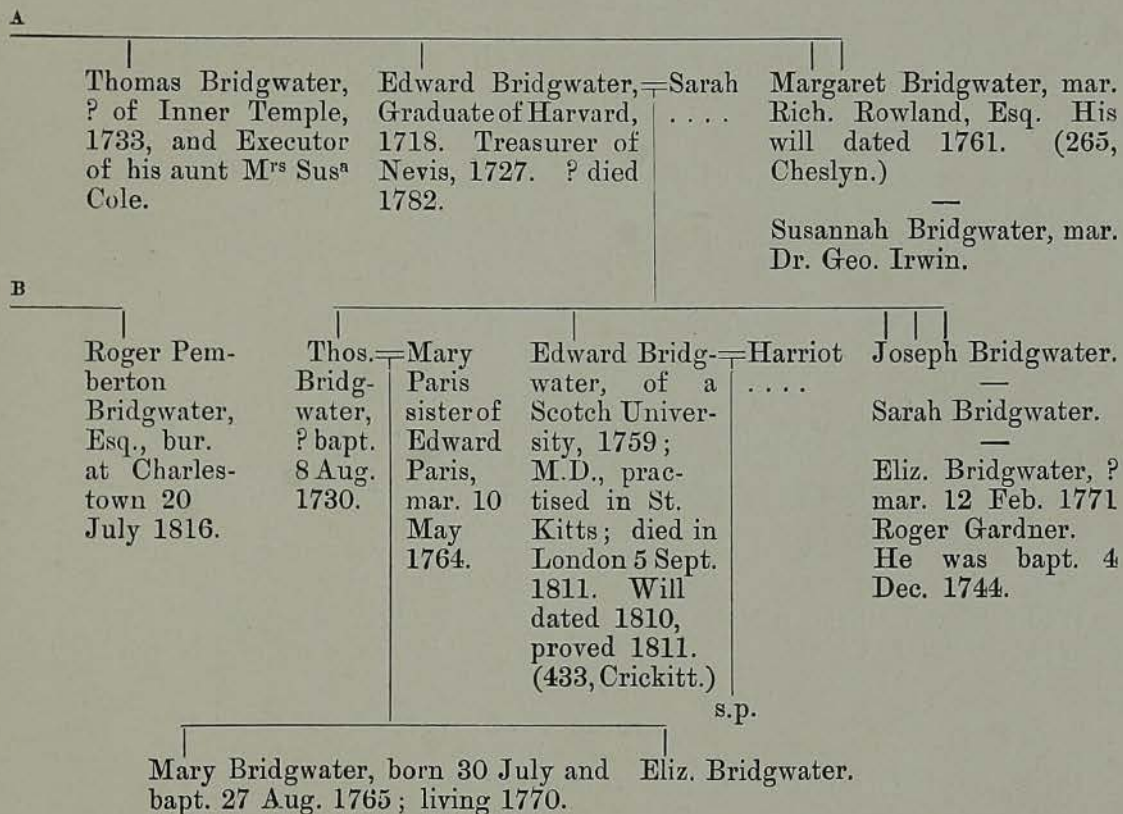 A
Thomas Bridgwater,
? of Inner Temple,
1733, and Executor
of his aunt Mrs Susa
Cole.
Edward Bridgwater,
Graduate of Harvard,
1718. Treasurer of
Nevis, 1727. ? died
1782.
Sarah
. . . .
Margaret Bridgwater, mar.
Rich. Rowland, Esq. His
will dated 1761. (265,
Cheslyn.)
—
Susannah Bridgwater, mar.
Dr. Geo. Irwin.
B
Roger Pem-
berton
Bridgwater,
Esq., bur.
at Charles-
town 20
July 1816.
Thos.
Bridg-
water,
? bapt.
8 Aug.
1730.
Mary
Paris
sister of
Edward
Paris,
mar. 10
May
1764.
Edward Bridg-
water, of a
Scotch Univer-
sity, 1759;
M.D., prac-
tised in St.
Kitts; died in
London 5 Sept.
1811. Will
dated 1810,
proved 1811.
(433, Crickitt.)
Harriot
. . . .
s.p.
Joseph Bridgwater.
—
Sarah Bridgwater.
—
Eliz. Bridgwater, ?
mar. 12 Feb. 1771
Roger Gardner.
He was bapt. 4
Dec. 1744.
Mary Bridgwater, born 30 July and
bapt. 27 Aug. 1765; living 1770.
Eliz. Bridgwater.